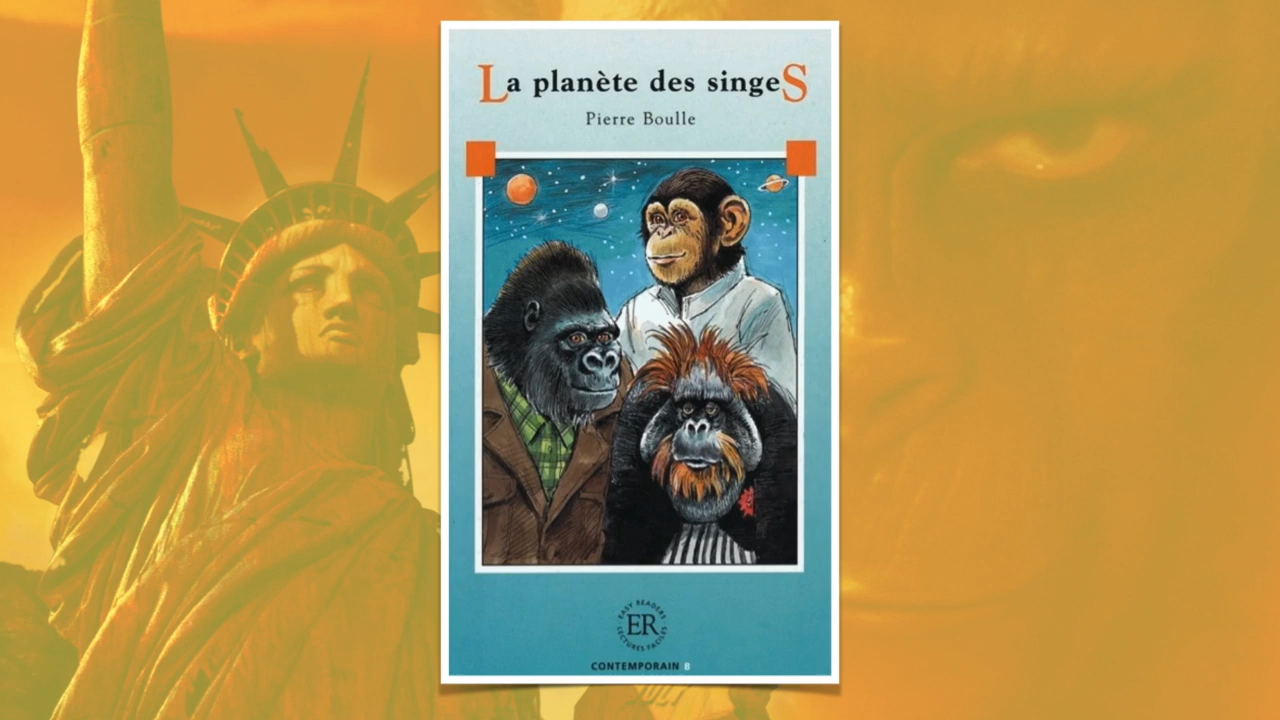 La planète des singeS
Pierre Boulle
EASY READERS
ER
LECTURES FACILES
CONTEMPORAIN B